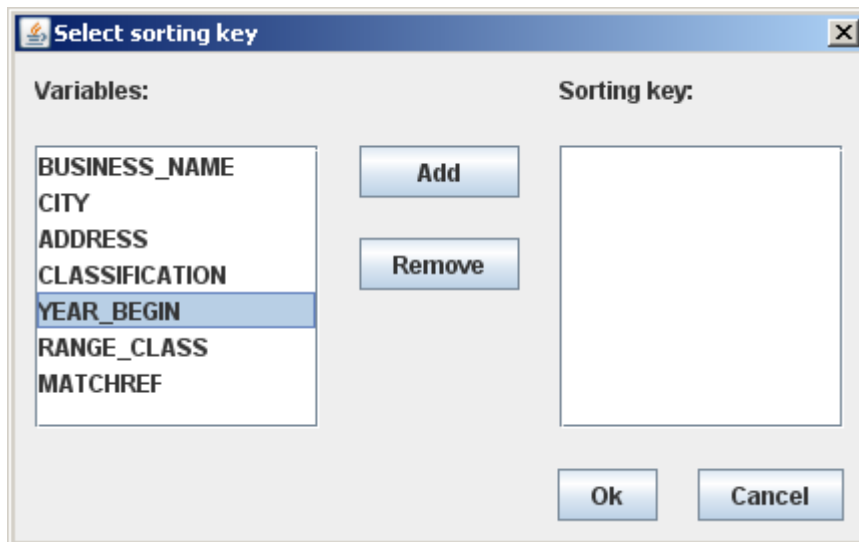 Select sorting key
Variables:
Sorting key:
BUSINESS_NAME
CITY
ADDRESS
CLASSIFICATION
YEAR_BEGIN
RANGE_CLASS
MATCHREF
Add
Remove
Ok
Cancel